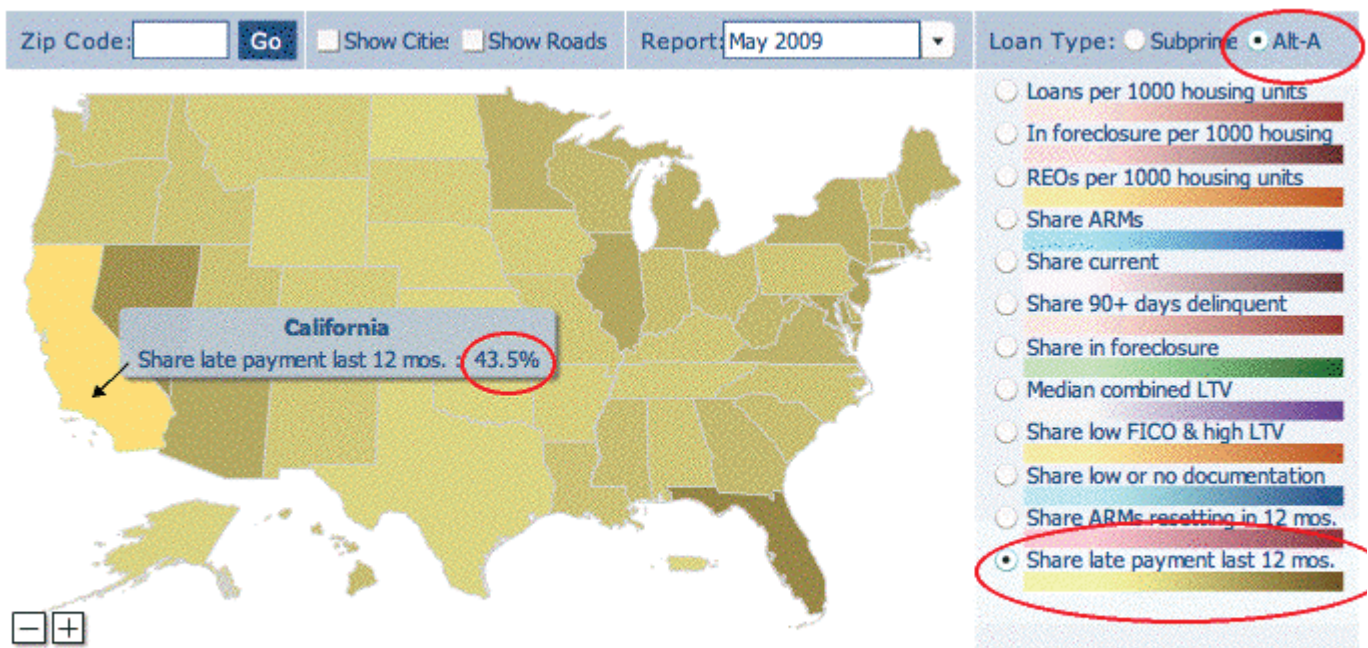 Zip Code: Go Show Cities Show Roads Report: May 2009 Loan Type: Subprime Alt-A
Loans per 1000 housing units
In foreclosure per 1000 housing
REOs per 1000 housing units
Share ARMs
Share current
Share 90+ days delinquent
Share in foreclosure
Median combined LTV
Share low FICO & high LTV
Share low or no documentation
Share ARMs resetting in 12 mos.
Share late payment last 12 mos.
California
Share late payment last 12 mos. : 43.5%